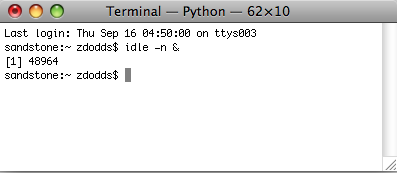 Terminal — Python — 62×10
Last login: Thu Sep 16 04:50:00 on ttys003
sandstone:~ zdodds$ idle -n &
[1] 48964
sandstone:~ zdodds$